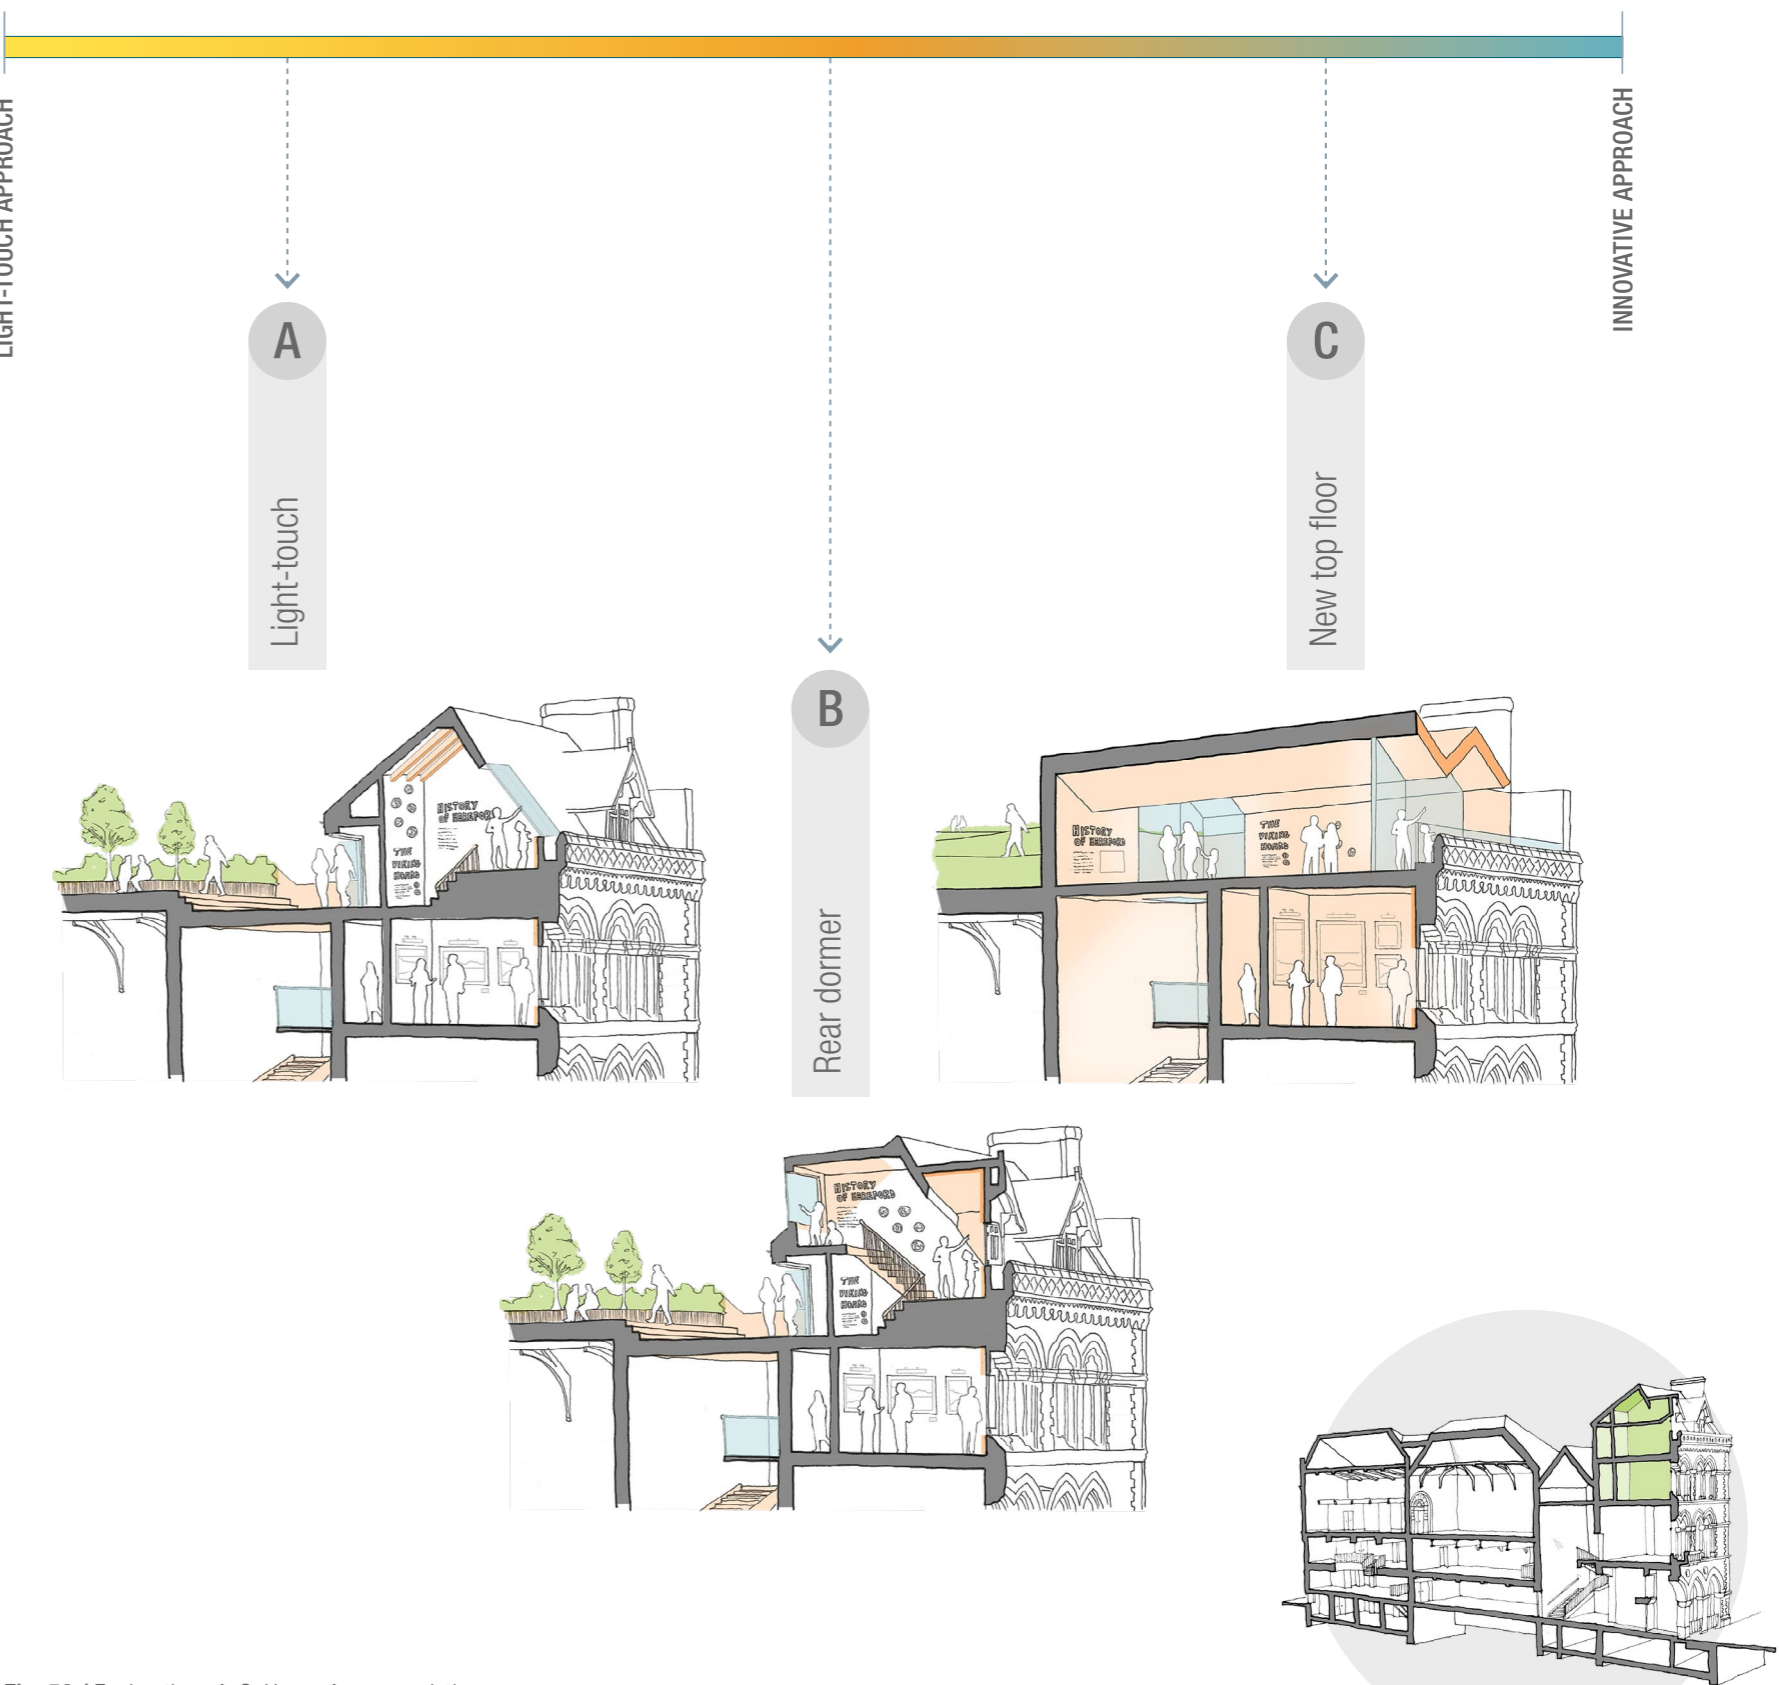 LIGHT-TOUCH APPROACH
INNOVATIVE APPROACH
A
Light-touch
B
Rear dormer
C
New top floor
HISTORY
OF HEREFORD
THE
VIKING
HOARD
HISTORY
OF HEREFORD
THE
VIKING
HOARD
HISTORY
OF HEREFORD
THE
VIKING
HOARD